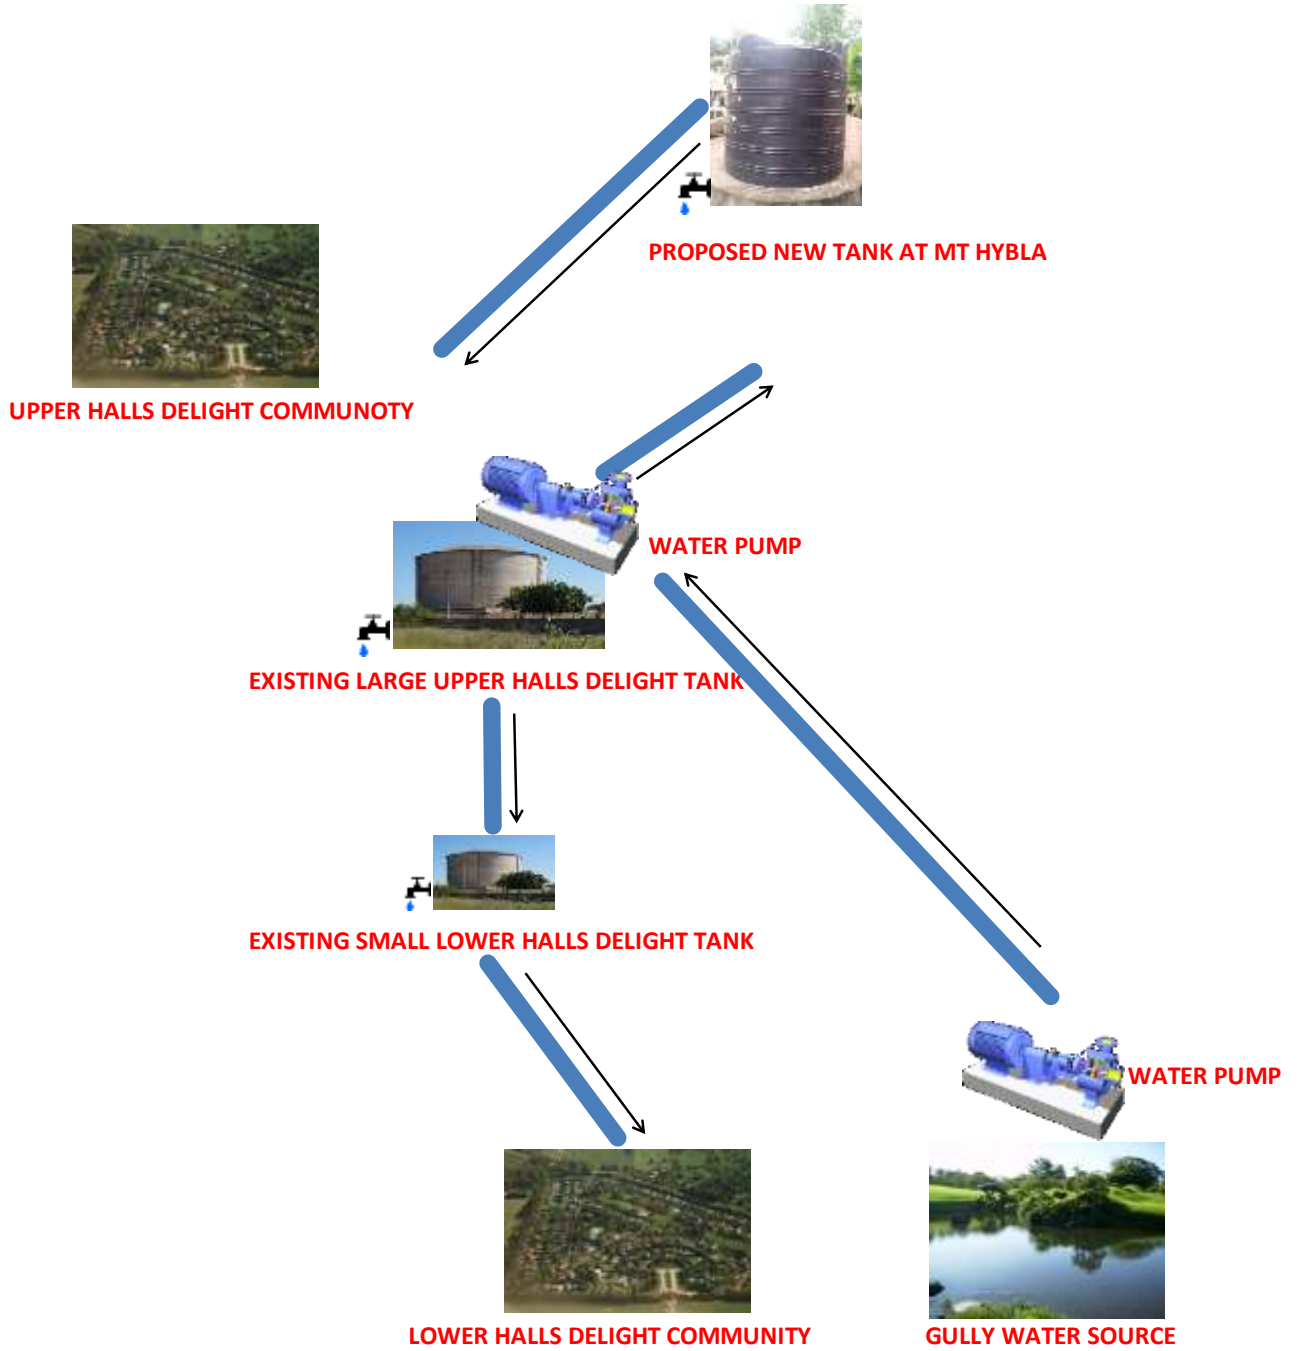 PROPOSED NEW TANK AT MT HYBLA
UPPER HALLS DELIGHT COMMUNOTY
WATER PUMP
EXISTING LARGE UPPER HALLS DELIGHT TANK
EXISTING SMALL LOWER HALLS DELIGHT TANK
WATER PUMP
LOWER HALLS DELIGHT COMMUNITY
GULLY WATER SOURCE